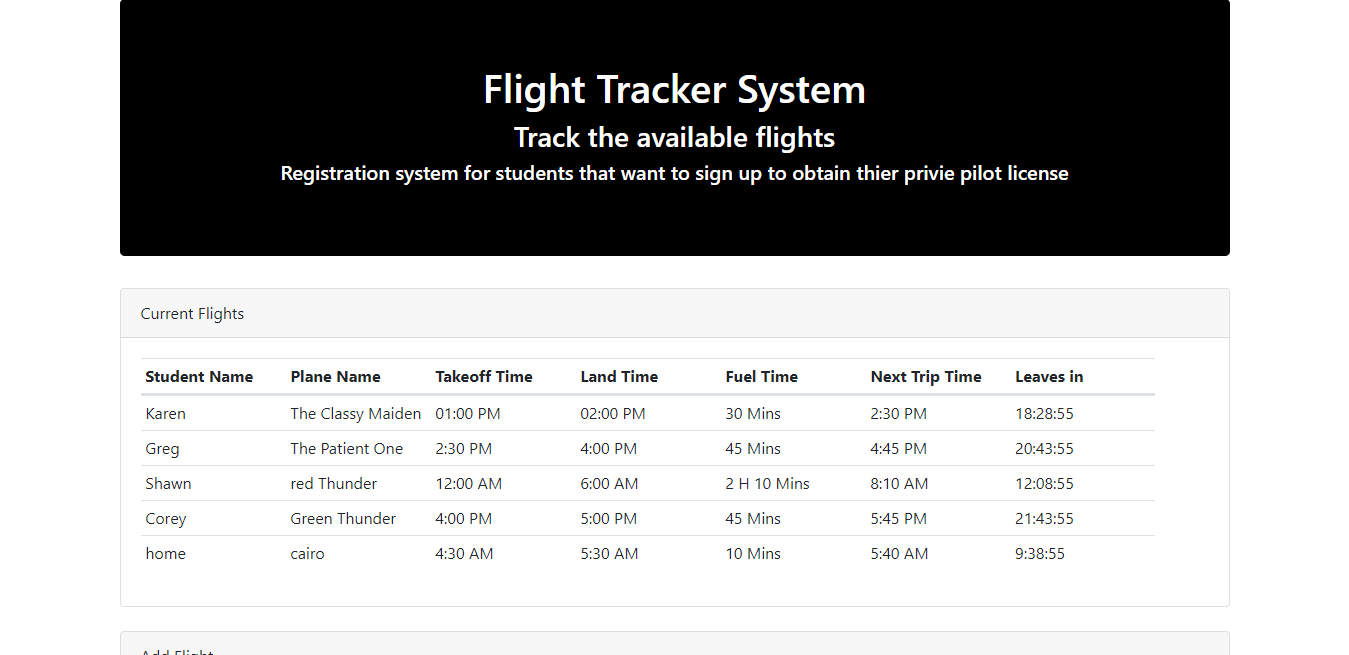 Flight Tracker System
Track the available flights
Registration system for students that want to sign up to obtain thier privie pilot license
Current Flights
Student Name Plane Name Takeoff Time Land Time Fuel Time Next Trip Time Leaves in
Karen The Classy Maiden 01:00 PM 02:00 PM 30 Mins 2:30 PM 18:28:55
Greg The Patient One 2:30 PM 4:00 PM 45 Mins 4:45 PM 20:43:55
Shawn red Thunder 12:00 AM 6:00 AM 2 H 10 Mins 8:10 AM 12:08:55
Corey Green Thunder 4:00 PM 5:00 PM 45 Mins 5:45 PM 21:43:55
home cairo 4:30 AM 5:30 AM 10 Mins 5:40 AM 9:38:55
Add Flight